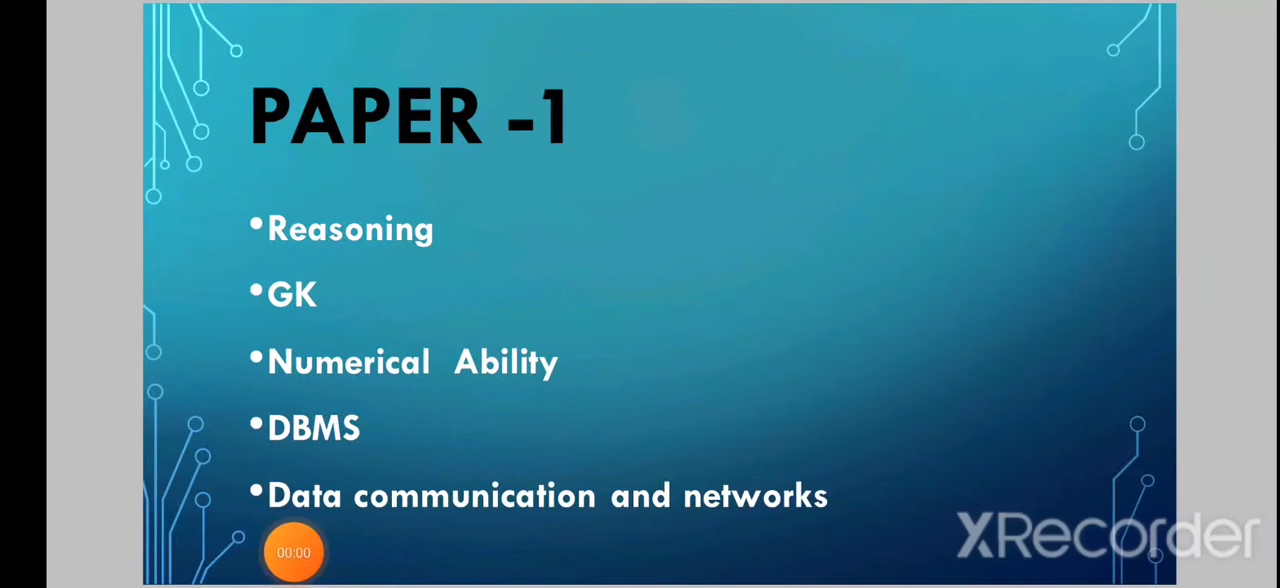 PAPER -1
•Reasoning
•GK
•Numerical Ability
•DBMS
•Data communication and networks
00:00
XRecorder